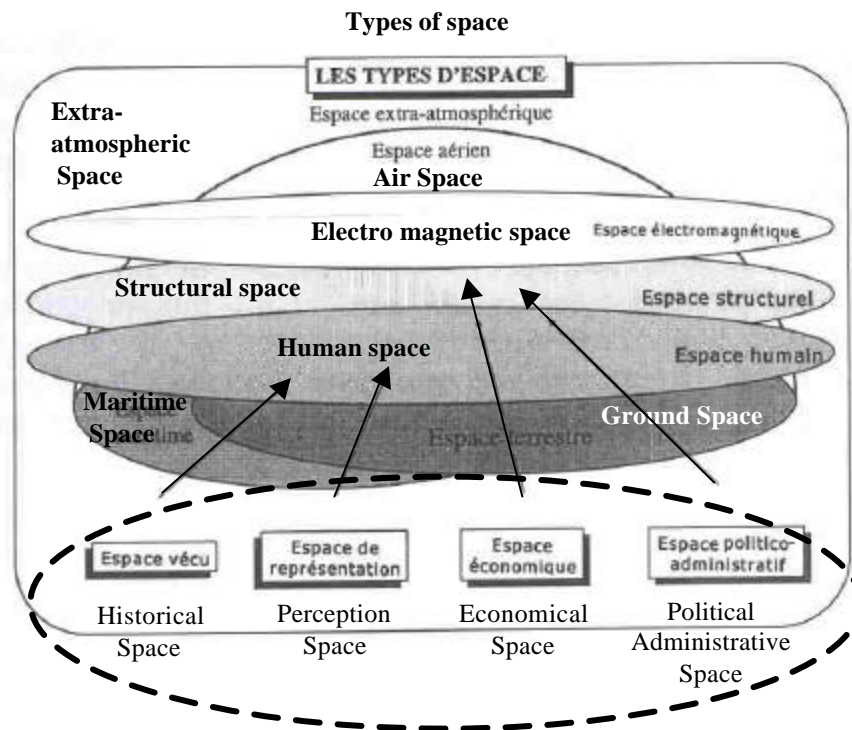 Types of space
LES TYPES D'ESPACE
Espace extra-atmosphérique
Extra-
atmospheric
Space
Espace aérien
Air Space
Electro magnetic space
Espace électromagnétique
Structural space
Espace structurel
Human space
Espace humain
Maritime
Space
Ground Space
Espace terrestre
Espace vécu
Espace de
représentation
Espace
économique
Espace politico-
administratif
Historical
Space
Perception
Space
Economical
Space
Political
Administrative
Space